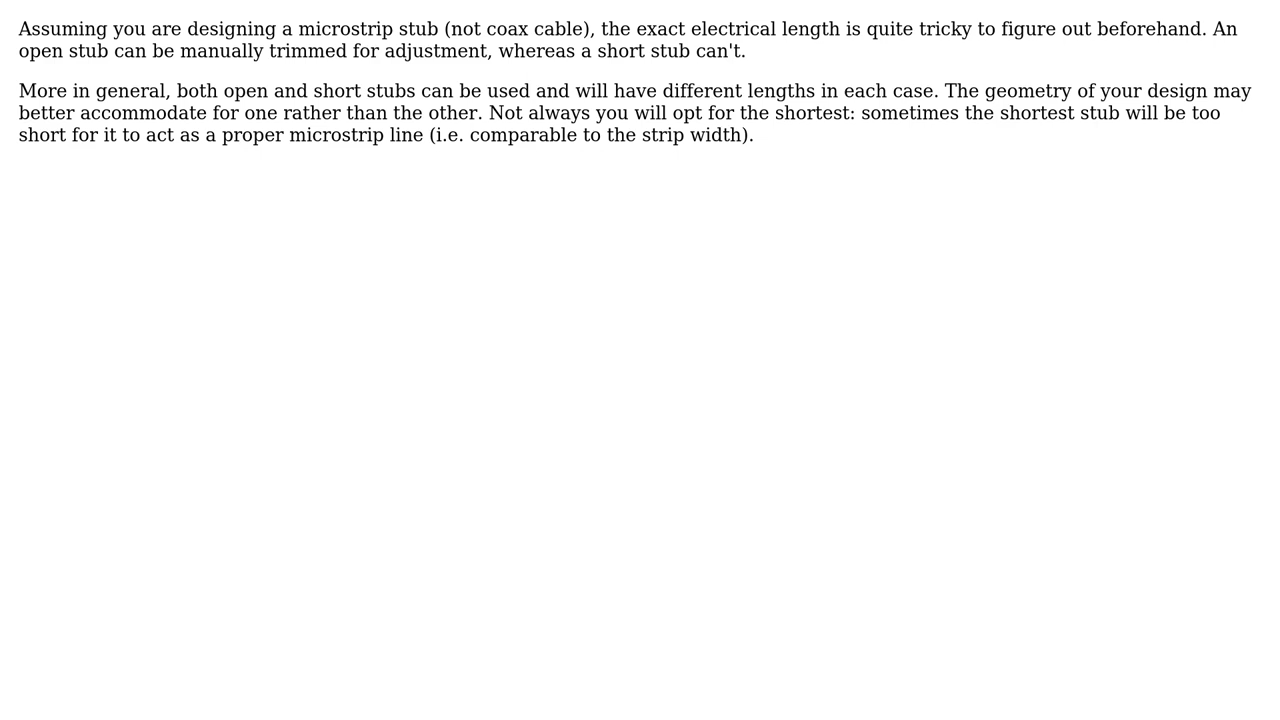 Assuming you are designing a microstrip stub (not coax cable), the exact electrical length is quite tricky to figure out beforehand. An
open stub can be manually trimmed for adjustment, whereas a short stub can't.
More in general, both open and short stubs can be used and will have different lengths in each case. The geometry of your design may
better accommodate for one rather than the other. Not always you will opt for the shortest: sometimes the shortest stub will be too
short for it to act as a proper microstrip line (i.e. comparable to the strip width).